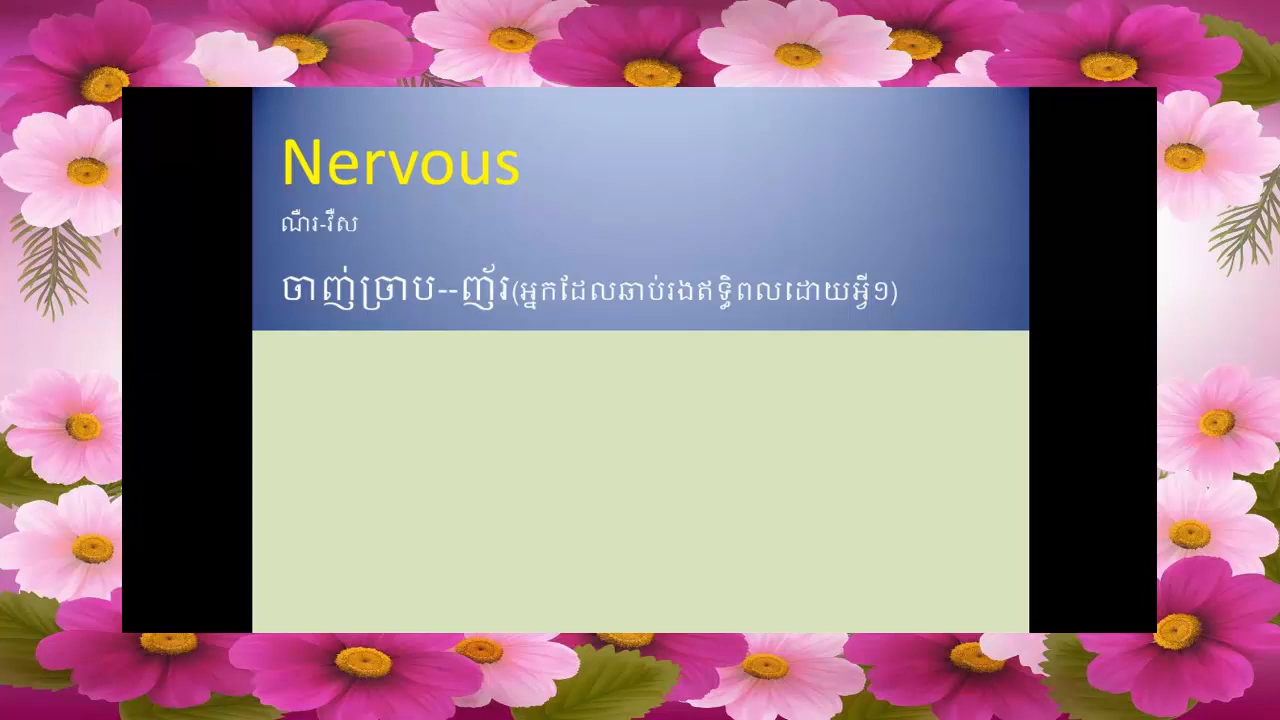 Nervous
ណឺរ-វឺស
ចាញ់ច្រាប--ញ័រ(អ្នកដែលឆាប់រងឥទ្ធិពលដោយអ្វី១)